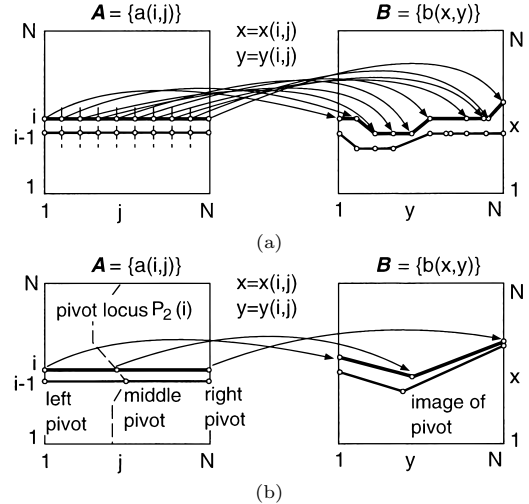 A = {a(i,j)}
B = {b(x,y)}
N
x=x(i,j)
y=y(i,j)
N
i
i-1
x
1
1
1 j N
1 y N
(a)
A = {a(i,j)}
B = {b(x,y)}
N
x=x(i,j)
y=y(i,j)
N
pivot locus P₂(i)
i
i-1
x
left pivot
middle pivot
right pivot
image of pivot
1
1
1 j N
1 y N
(b)